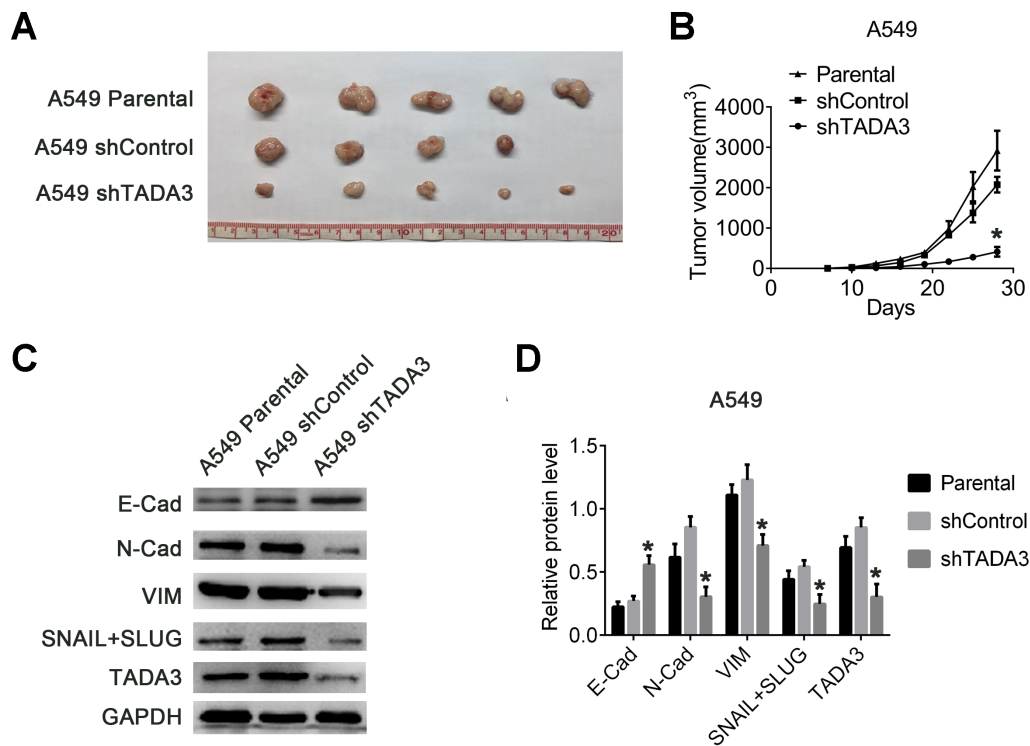 A
A549 Parental
A549 shControl
A549 shTADA3
10
20
B
A549
Parental
shControl
shTADA3
Tumor volume(mm3)
4000
3000
2000
1000
0
*
0 10 20 30
Days
C
A549 Parental
A549 shControl
A549 shTADA3
E-Cad
N-Cad
VIM
SNAIL+SLUG
TADA3
GAPDH
D
A549
Relative protein level
1.5
1.0
0.5
0.0
* * * * *
E-Cad
N-Cad
VIM
SNAIL+SLUG
TADA3
Parental
shControl
shTADA3